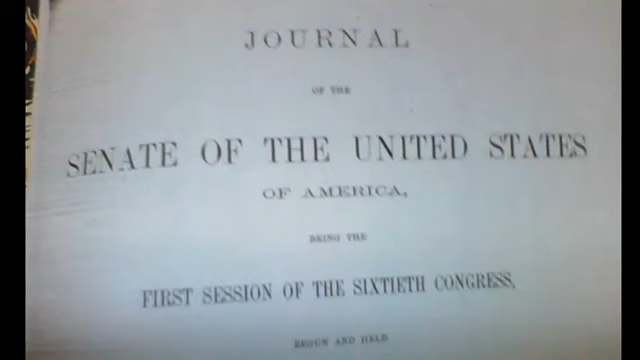 JOURNAL
OF THE
SENATE OF THE UNITED STATES
OF AMERICA,
BEING THE
FIRST SESSION OF THE SIXTIETH CONGRESS,
BEGUN AND HELD